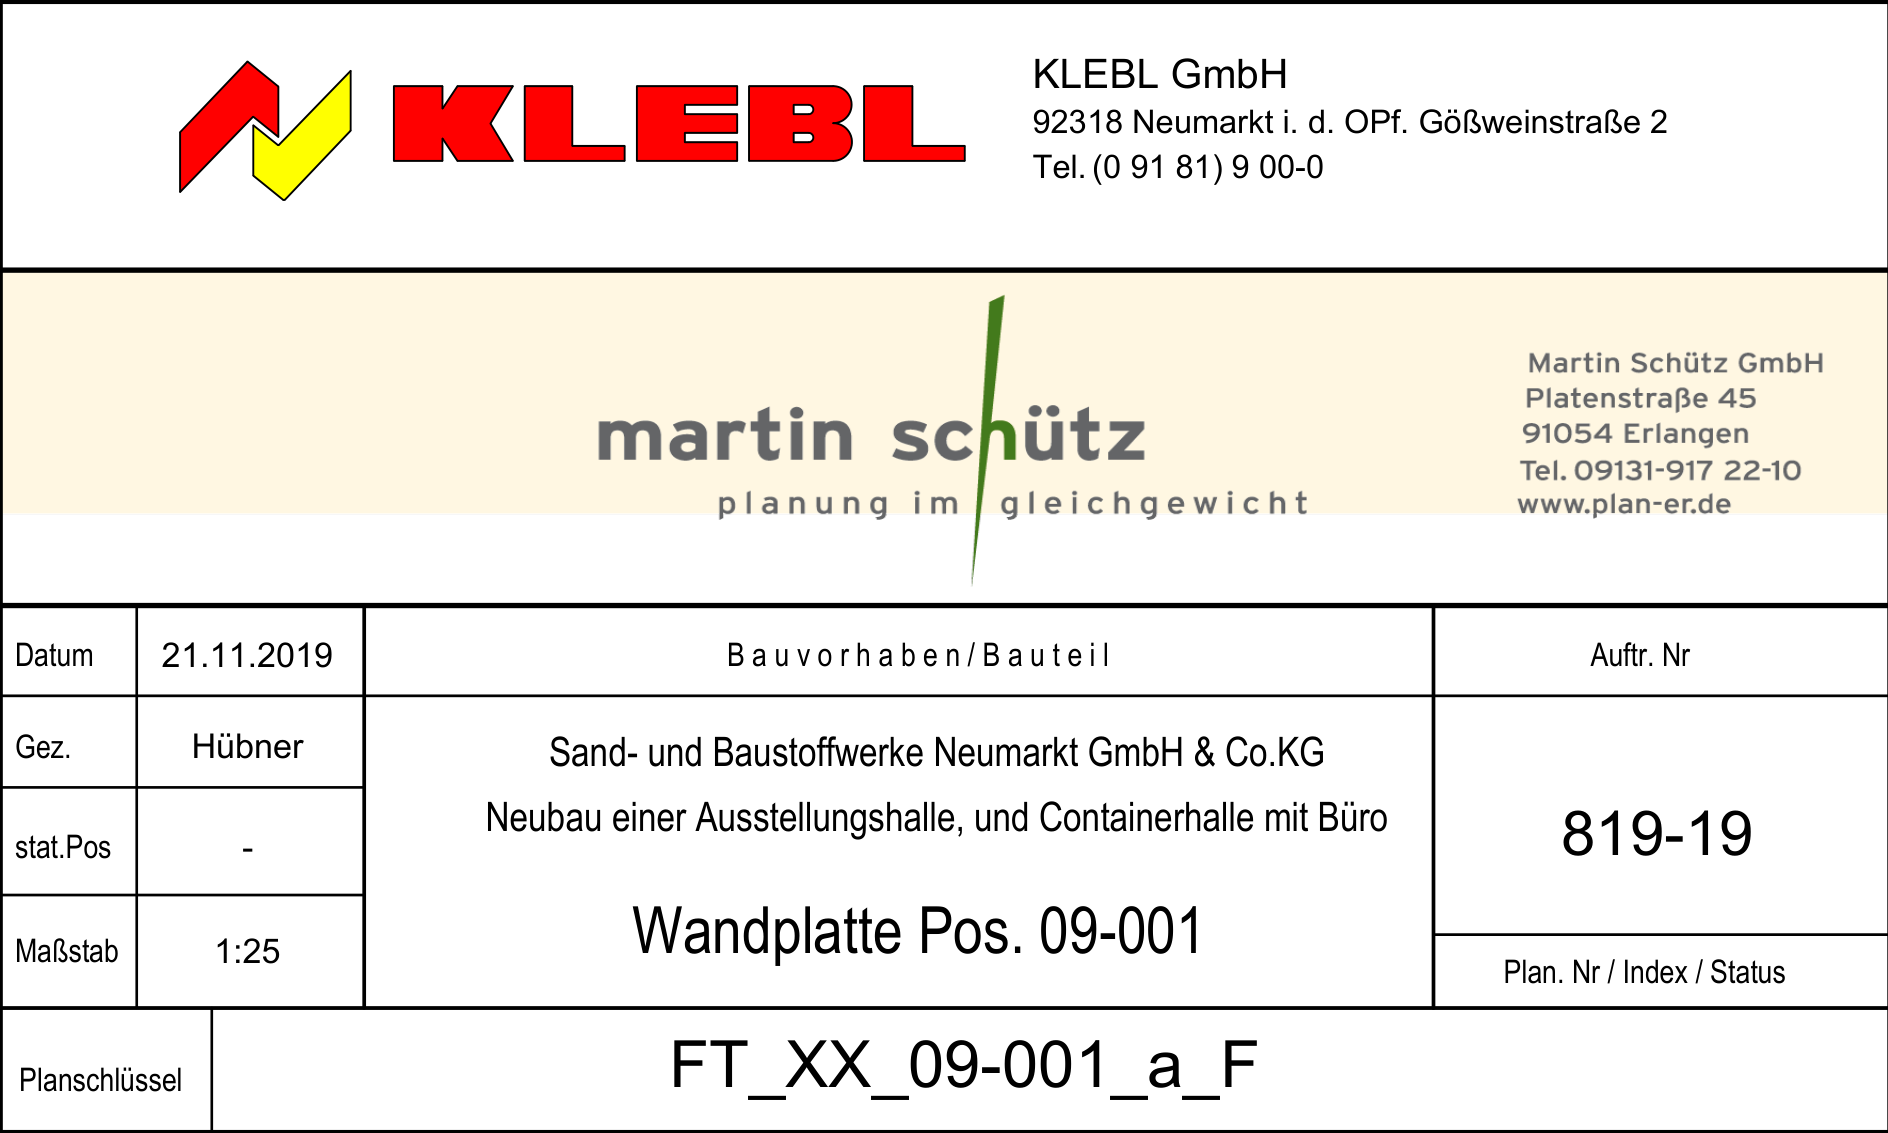 KLEBL
KLEBL GmbH
92318 Neumarkt i. d. OPf. Gößweinstraße 2
Tel. (0 91 81) 9 00-0
martin schütz
planung im gleichgewicht
Martin Schütz GmbH
Platenstraße 45
91054 Erlangen
Tel. 09131-917 22-10
www.plan-er.de
Datum 21.11.2019 Bauvorhaben/Bauteil Auftr. Nr
Gez. Hübner
Sand- und Baustoffwerke Neumarkt GmbH & Co.KG
Neubau einer Ausstellungshalle, und Containerhalle mit Büro
819-19
stat.Pos -
Wandplatte Pos. 09-001
Maßstab 1:25
Plan. Nr / Index / Status
Planschlüssel FT_XX_09-001_a_F